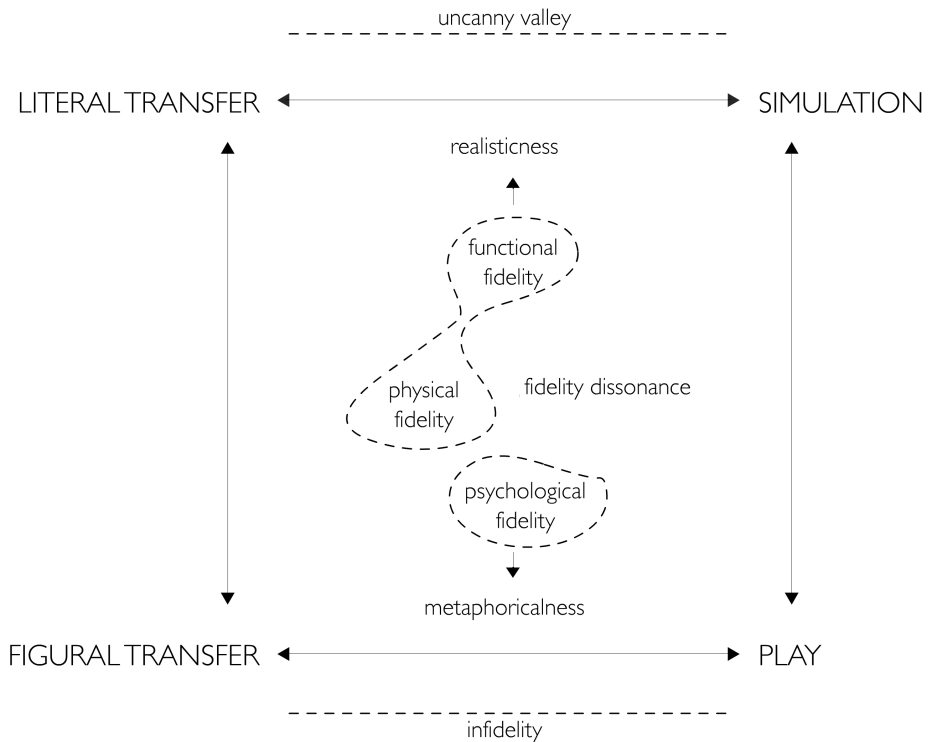 uncanny valley
LITERAL TRANSFER
SIMULATION
realisticness
functional
fidelity
physical
fidelity
fidelity dissonance
psychological
fidelity
metaphoricalness
FIGURAL TRANSFER
PLAY
infidelity